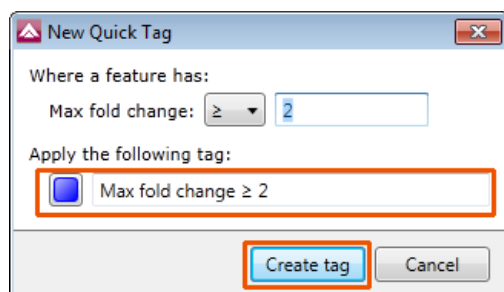 New Quick Tag
Where a feature has:
Max fold change: ≥ 2
Apply the following tag:
Max fold change ≥ 2
Create tag Cancel